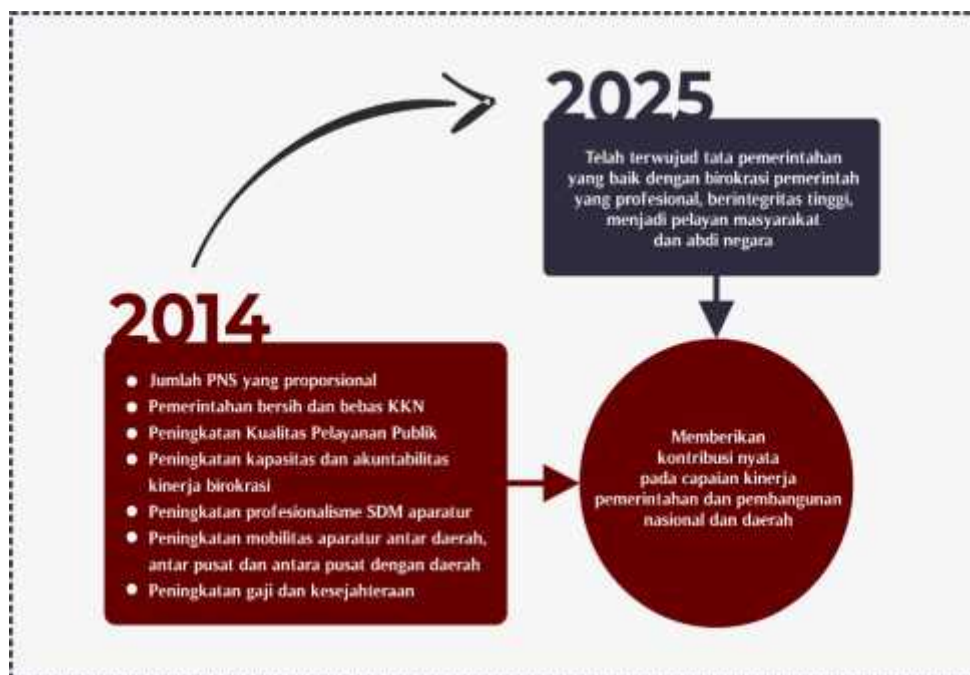 2025
Telah terwujud tata pemerintahan
yang baik dengan birokrasi pemerintah
yang profesional, berintegritas tinggi,
menjadi pelayan masyarakat
dan abdi negara
2014
Jumlah PNS yang proporsional
Pemerintahan bersih dan bebas KKN
Peningkatan Kualitas Pelayanan Publik
Peningkatan kapasitas dan akuntabilitas
kinerja birokrasi
Peningkatan profesionalisme SDM aparatur
Peningkatan mobilitas aparatur antar daerah,
antar pusat dan antara pusat dengan daerah
Peningkatan gaji dan kesejahteraan
Memberikan
kontribusi nyata
pada capaian kinerja
pemerintahan dan pembangunan
nasional dan daerah